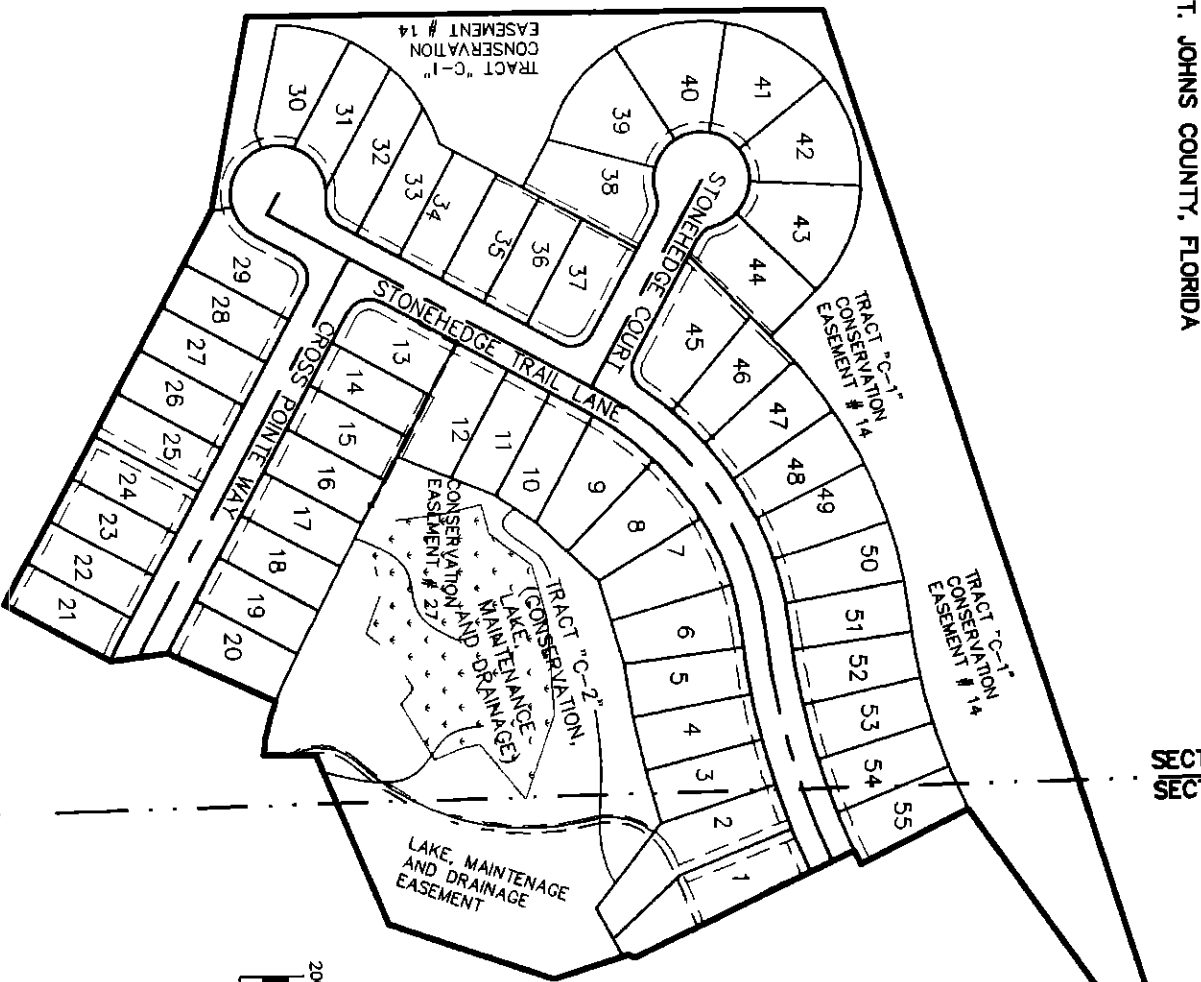 T. JOHNS COUNTY, FLORIDA
TRACT "C-1"
CONSERVATION
EASEMENT # 14
30
31
32
33
34
35
36
37
38
39
40
41
42
43
44
45
46
47
48
49
50
51
52
53
54
55
STONEHEDGE COURT
STONEHEDGE TRAIL LANE
CROSS POINTE WAY
TRACT "C-1"
CONSERVATION
EASEMENT # 14
TRACT "C-1"
CONSERVATION
EASEMENT # 14
29
28
27
26
25
24
23
22
21
13
14
15
16
17
18
19
20
12
11
10
9
8
7
6
5
4
3
2
1
CONSERVATION
EASEMENT # 27
TRACT "C-2"
(CONSERVATION,
LAKE,
MAINTENANCE
AND DRAINAGE)
LAKE, MAINTENAGE
AND DRAINAGE
EASEMENT
SECT
SEC
20